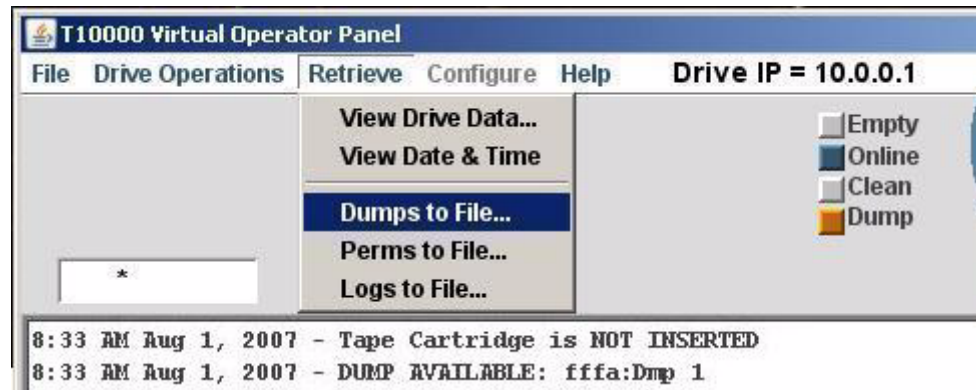 T10000 Virtual Operator Panel
File Drive Operations Retrieve Configure Help Drive IP = 10.0.0.1
View Drive Data...
View Date & Time
Dumps to File...
Perms to File...
Logs to File...
Empty
Online
Clean
Dump
*
8:33 AM Aug 1, 2007 - Tape Cartridge is NOT INSERTED
8:33 AM Aug 1, 2007 - DUMP AVAILABLE: fffa:Dmp 1